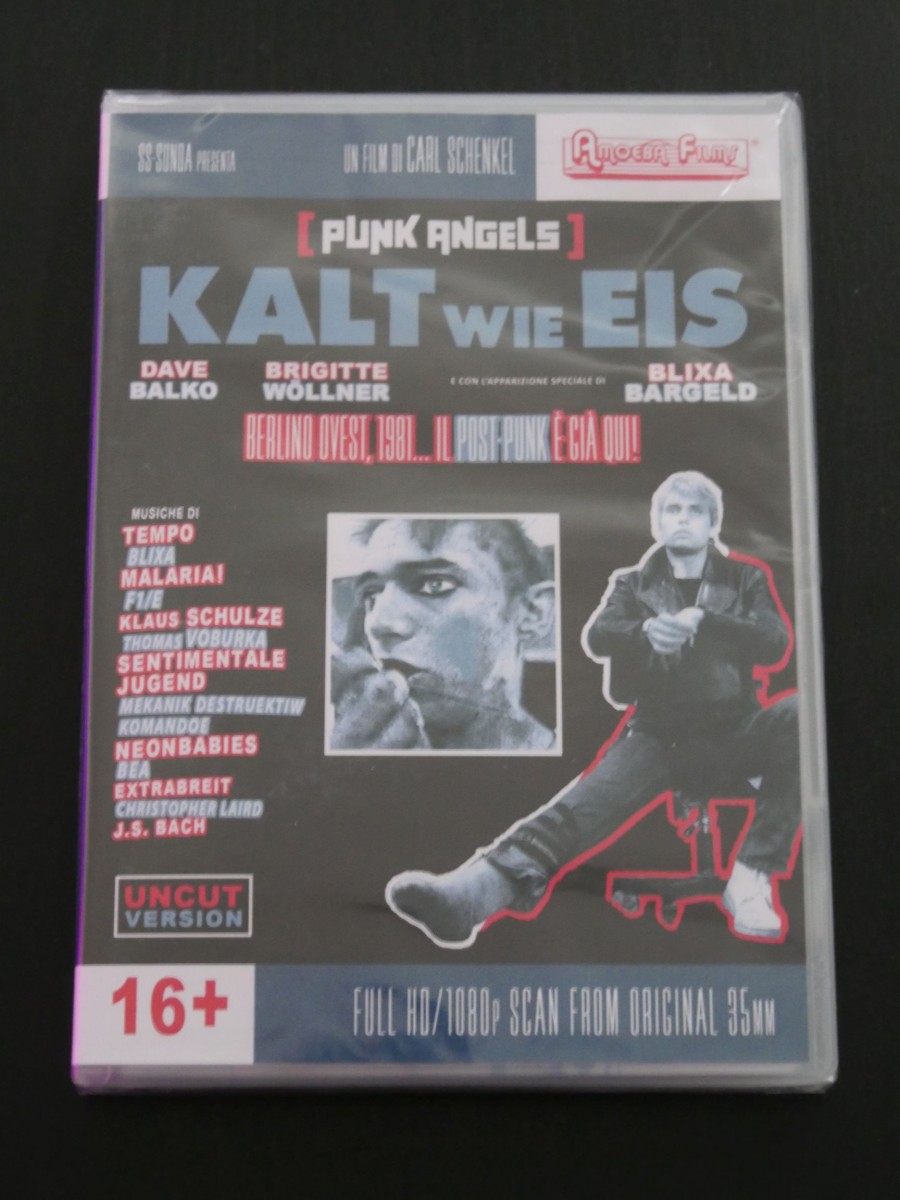 SS-SUNDA PRESENTA
UN FILM DI CARL SCHENKEL
AMOEBA FILMS®
[PUNK ANGELS]
KALT WIE EIS
DAVE
BALKO
BRIGITTE
WÖLLNER
E CON L'APPARIZIONE SPECIALE DI
BLIXA
BARGELD
BERLINO OVEST, 1981... IL POST-PUNK È GIÀ QUI!
MUSICHE DI
TEMPO
BLIXA
MALARIA!
F1/E
KLAUS SCHULZE
THOMAS VOBURKA
SENTIMENTALE
JUGEND
MEKANIK DESTRUEKTIW
KOMANDOE
NEONBABIES
BEA
EXTRABREIT
CHRISTOPHER LAIRD
J.S. BACH
UNCUT
VERSION
16+
FULL HD/1080P SCAN FROM ORIGINAL 35MM